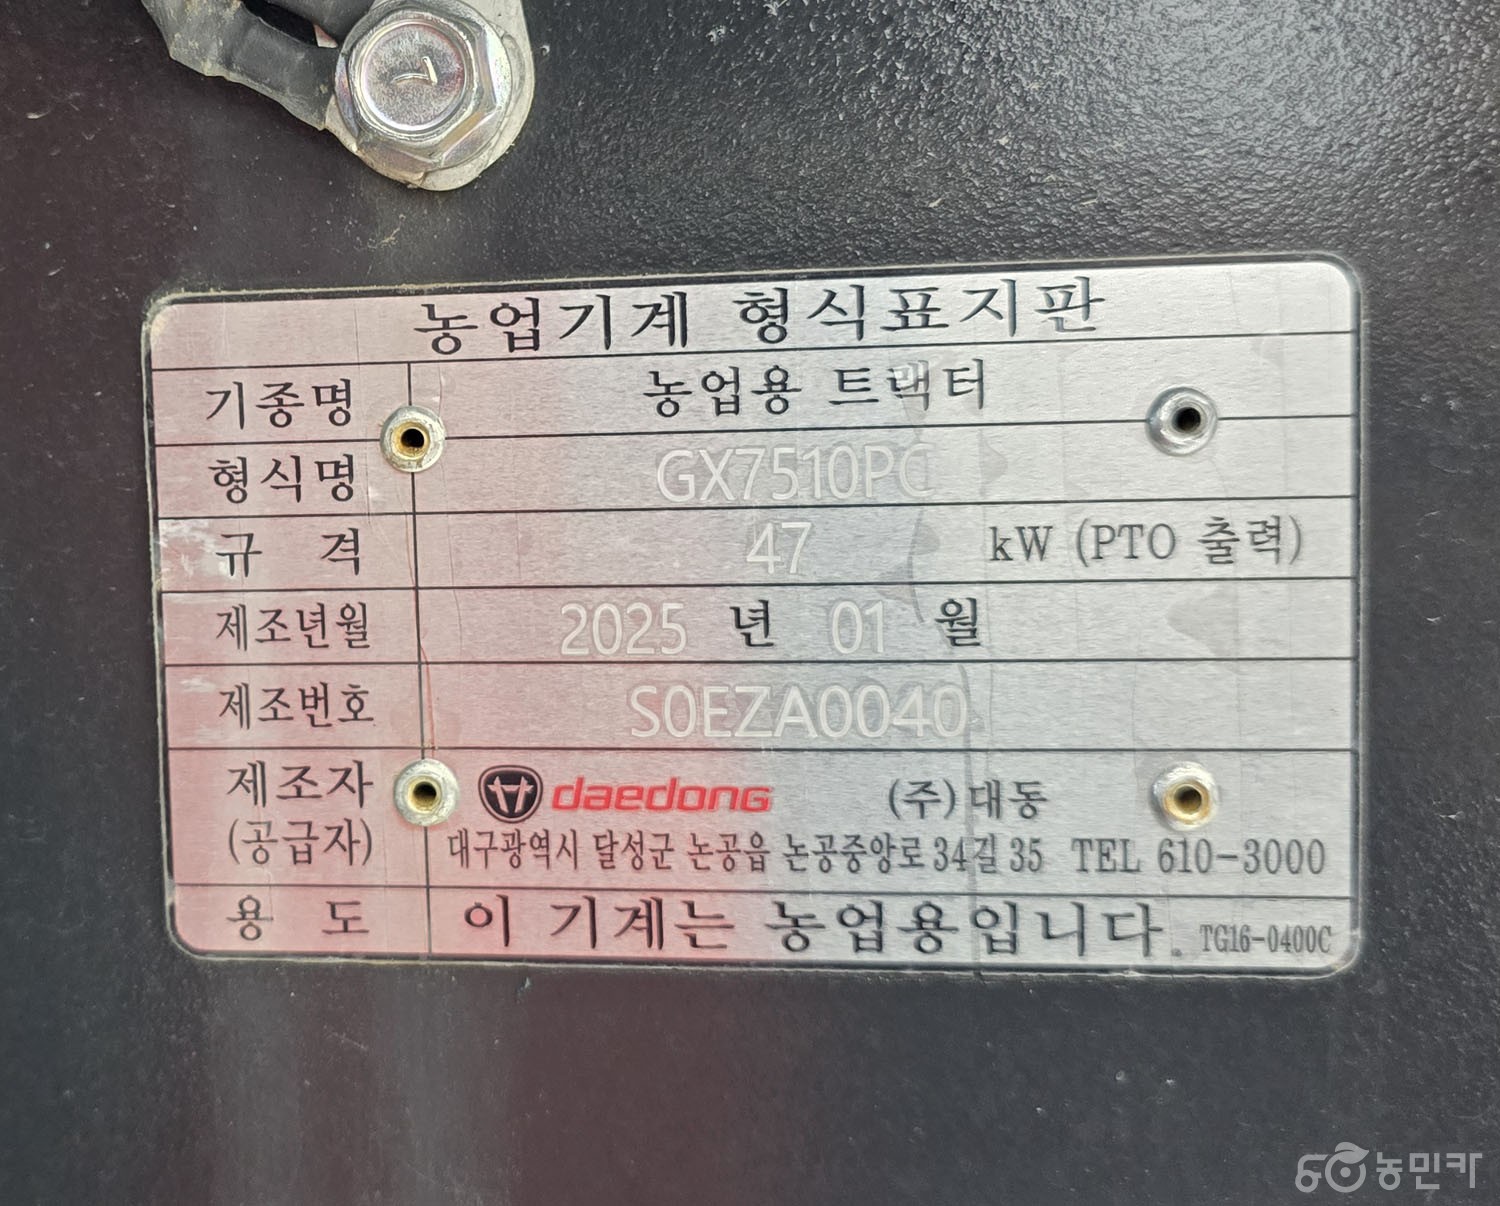 농업기계 형식표지판
기종명 농업용 트랙터
형식명 GX7510PC
규 격 47 kW (PTO 출력)
제조년월 2025 년 01 월
제조번호 S0EZA0040
제조자 daedong (주)대동
(공급자) 대구광역시 달성군 논공읍 논공중앙로34길 35 TEL 610-3000
용 도 이 기계는 농업용입니다. TG16-0400C
농민카